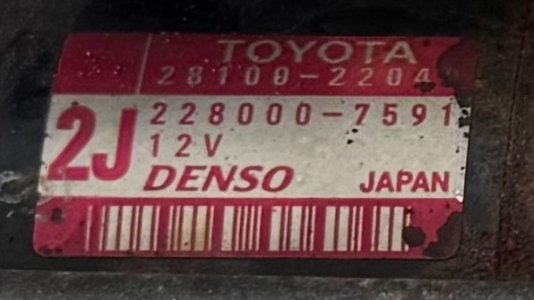 TOYOTA
28100-2204
2J
228000-7591
12V
DENSO JAPAN